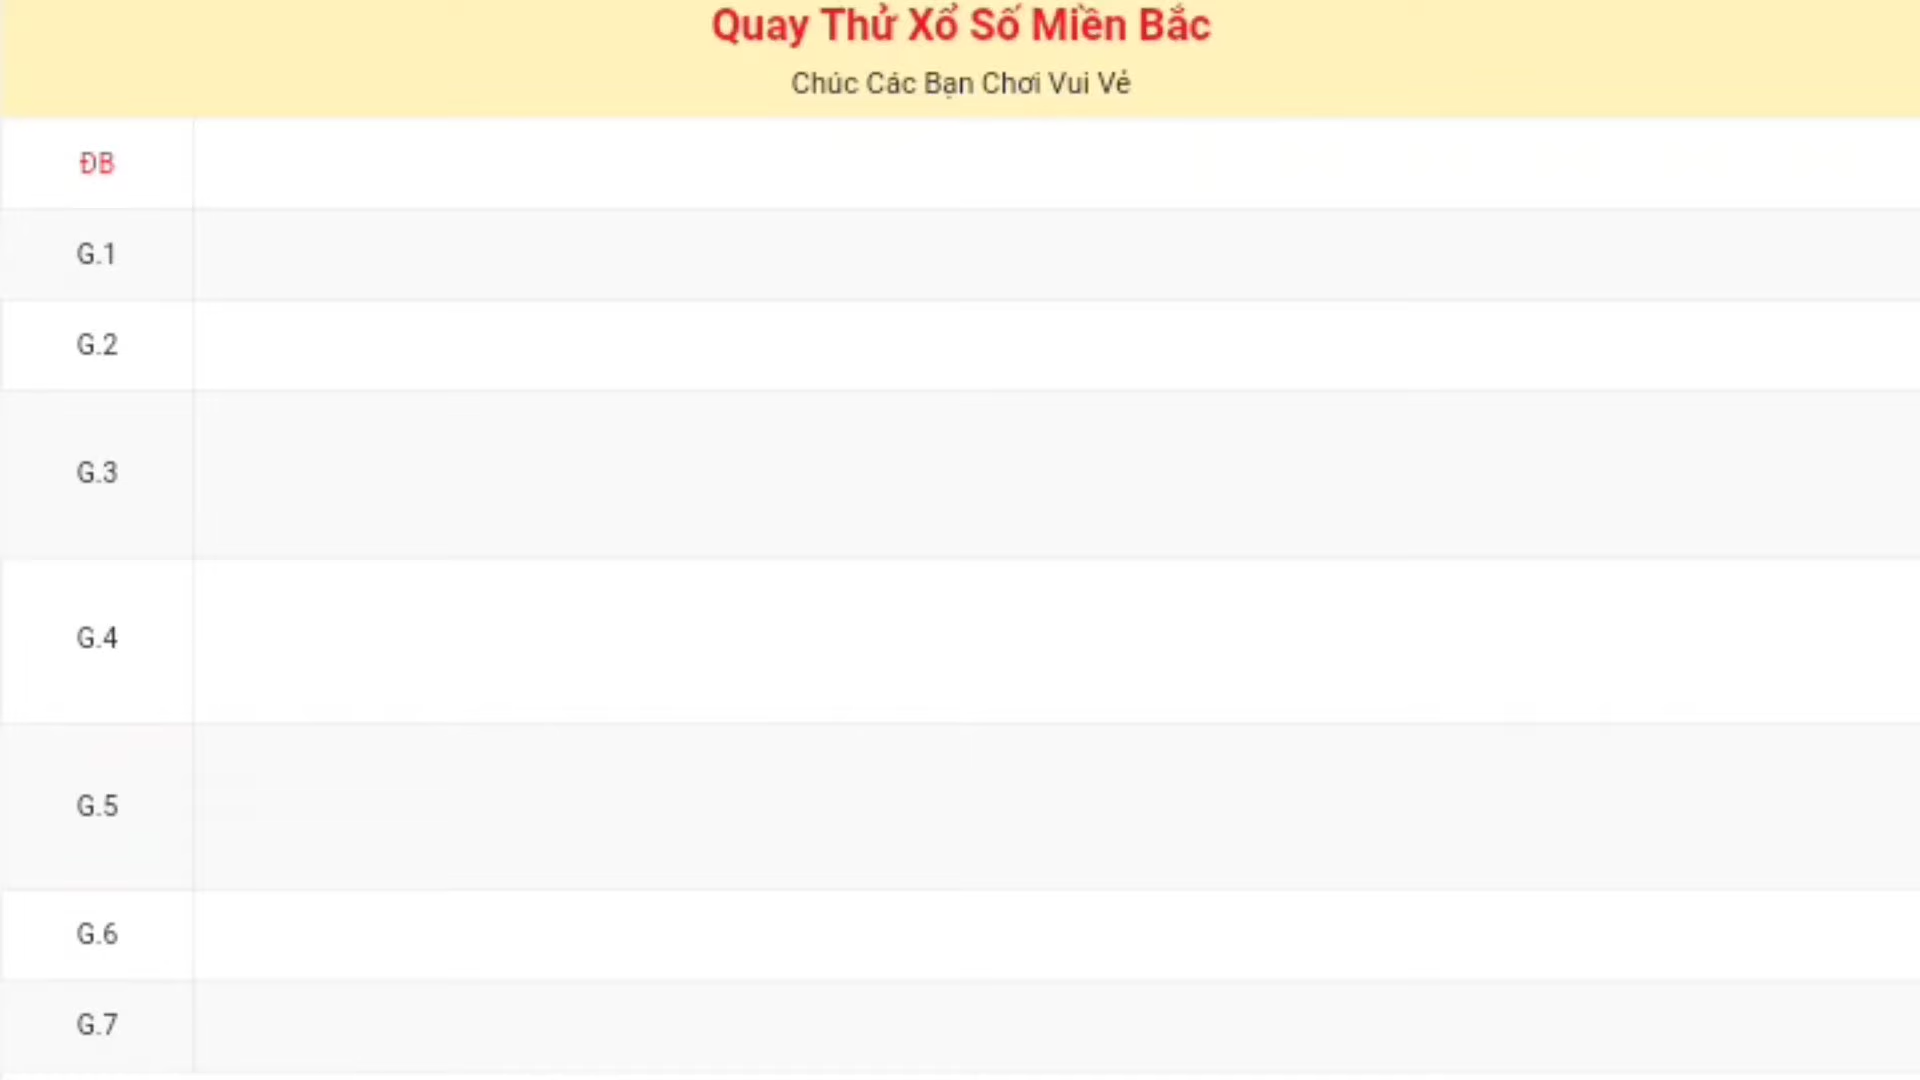 Quay Thử Xổ Số Miền Bắc
Chúc Các Bạn Chơi Vui Vẻ
ĐB
G.1
G.2
G.3
G.4
G.5
G.6
G.7